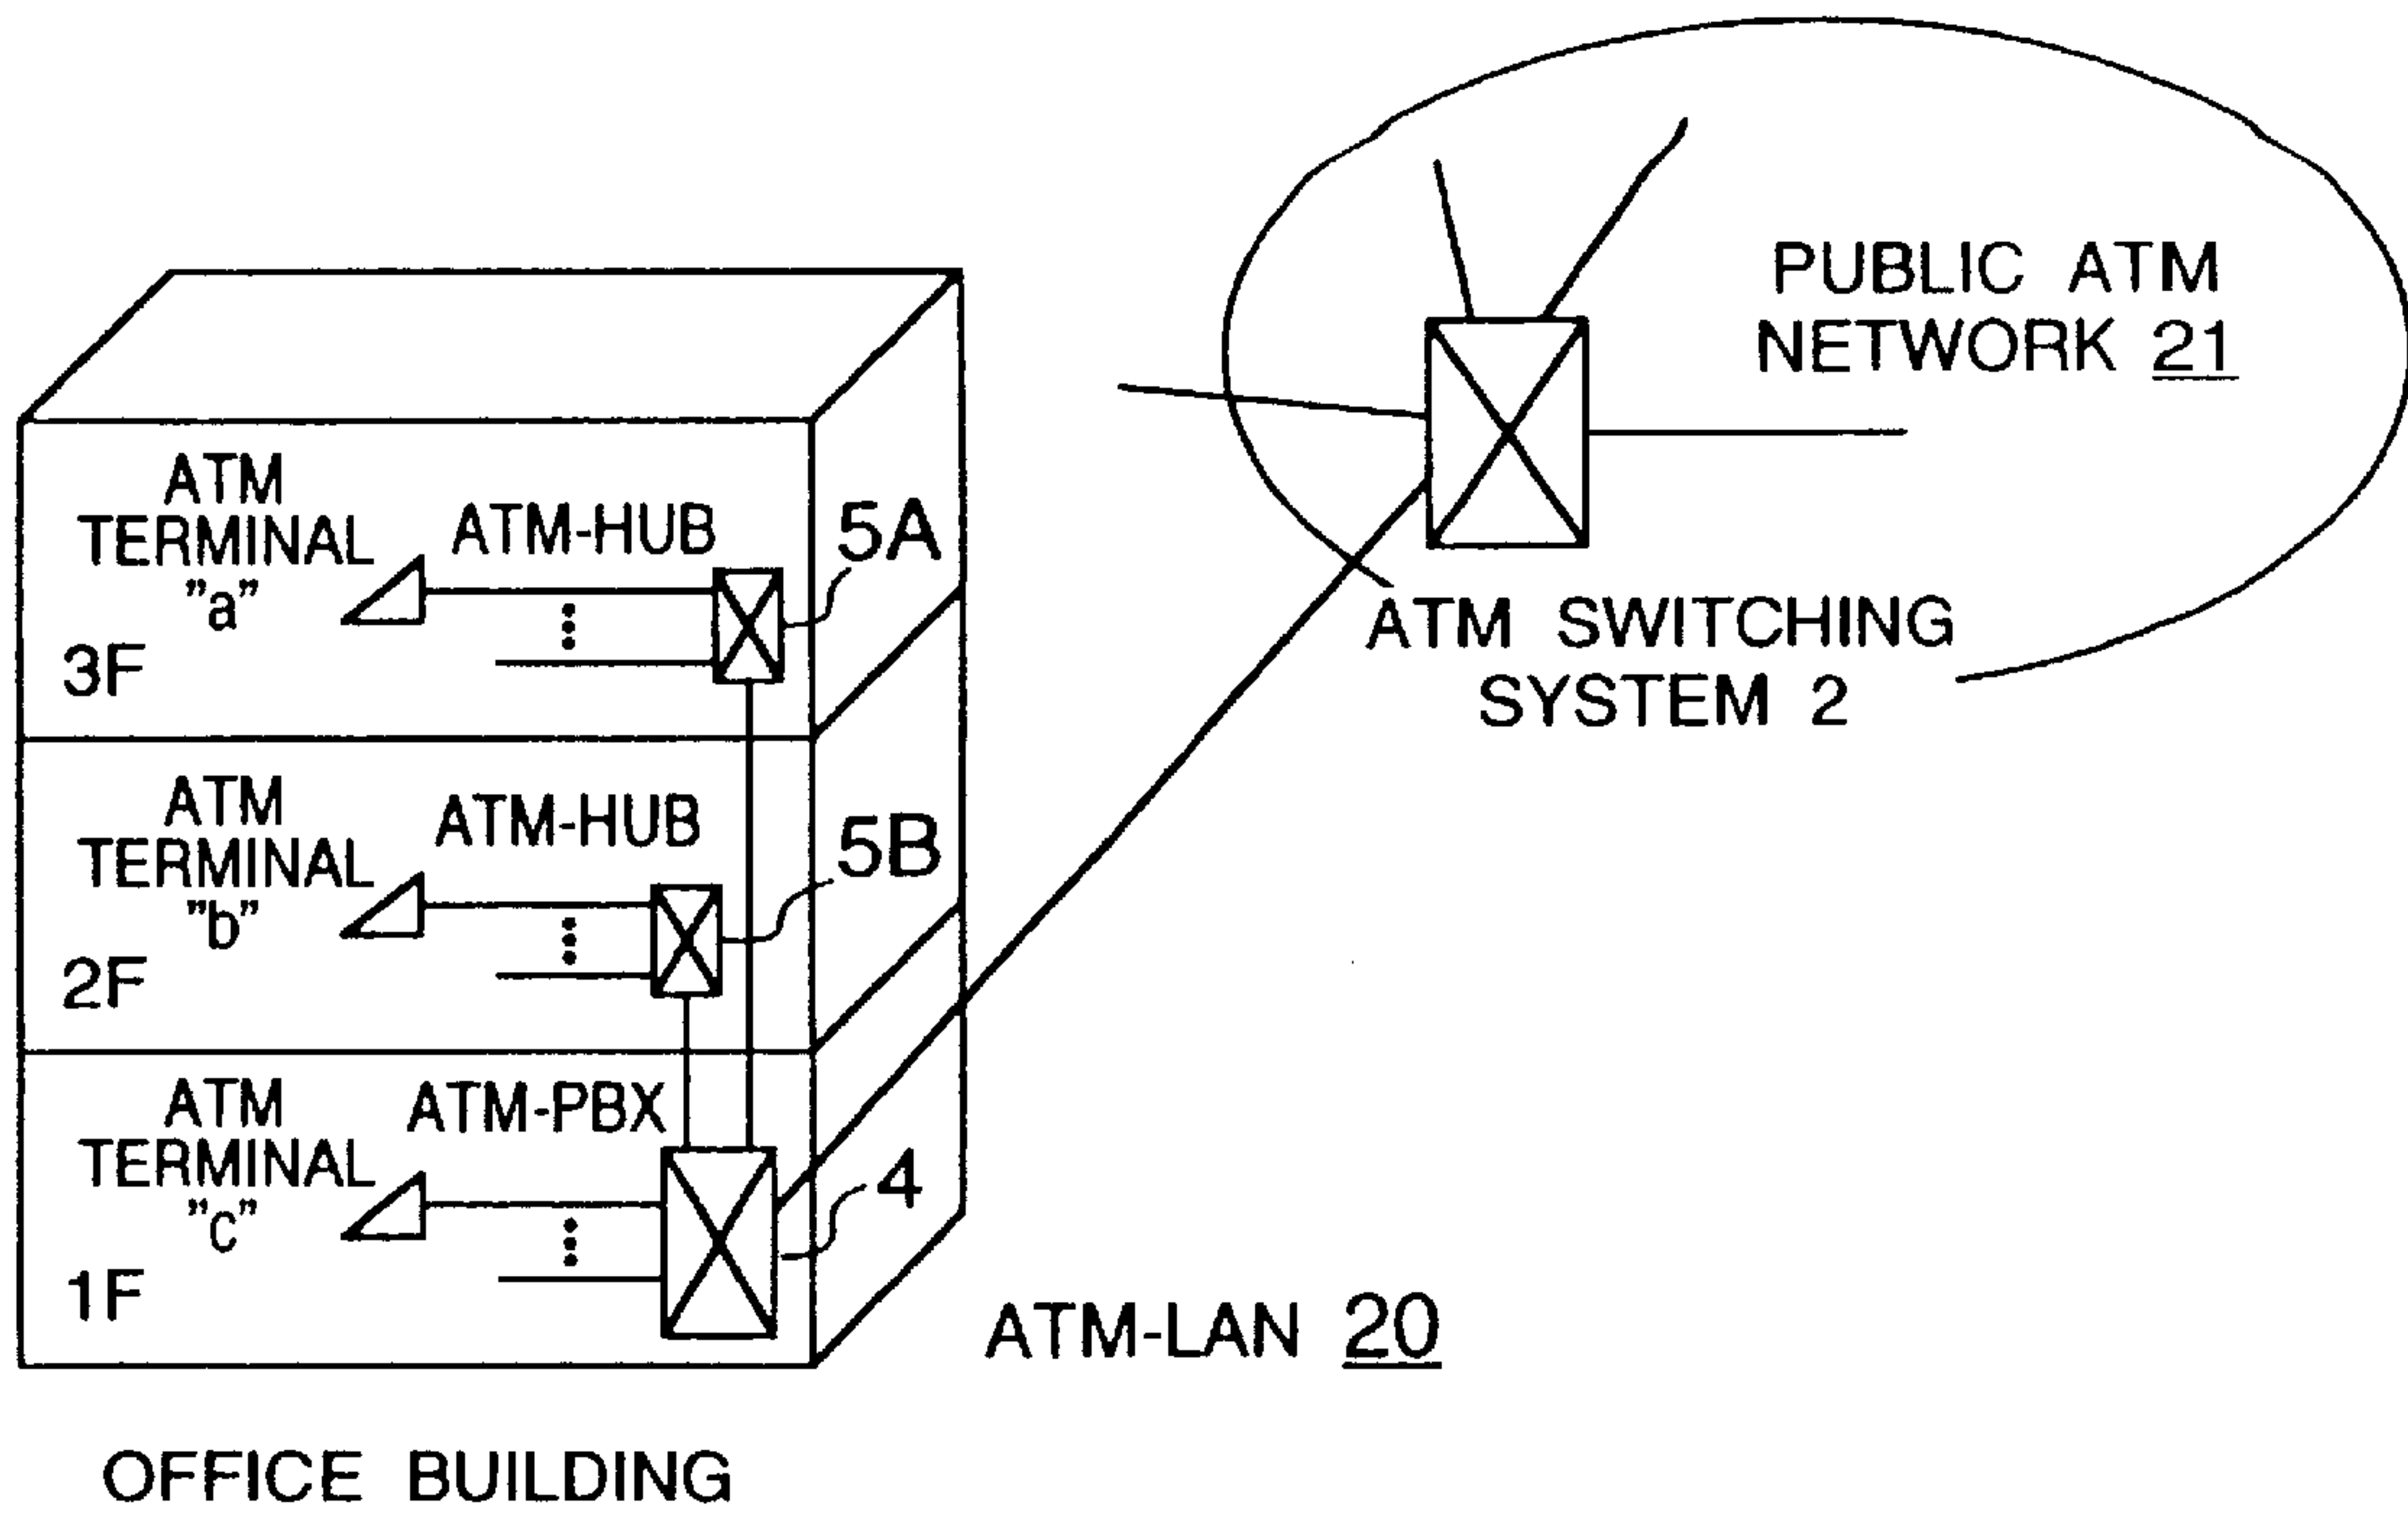 PUBLIC ATM
NETWORK 21
ATM SWITCHING
SYSTEM 2
ATM
TERMINAL
"a"
ATM-HUB
5A
3F
ATM
TERMINAL
"b"
ATM-HUB
5B
2F
ATM
TERMINAL
"c"
ATM-PBX
4
1F
ATM-LAN 20
OFFICE BUILDING